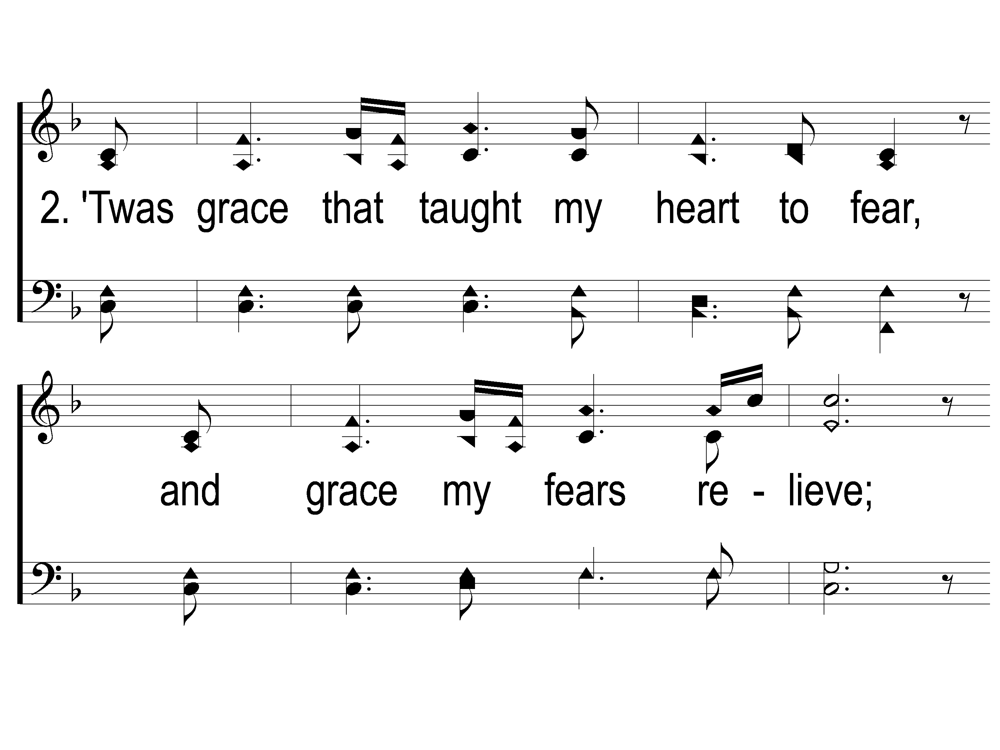 2. 'Twas grace that taught my heart to fear,
and grace my fears re - lieve;